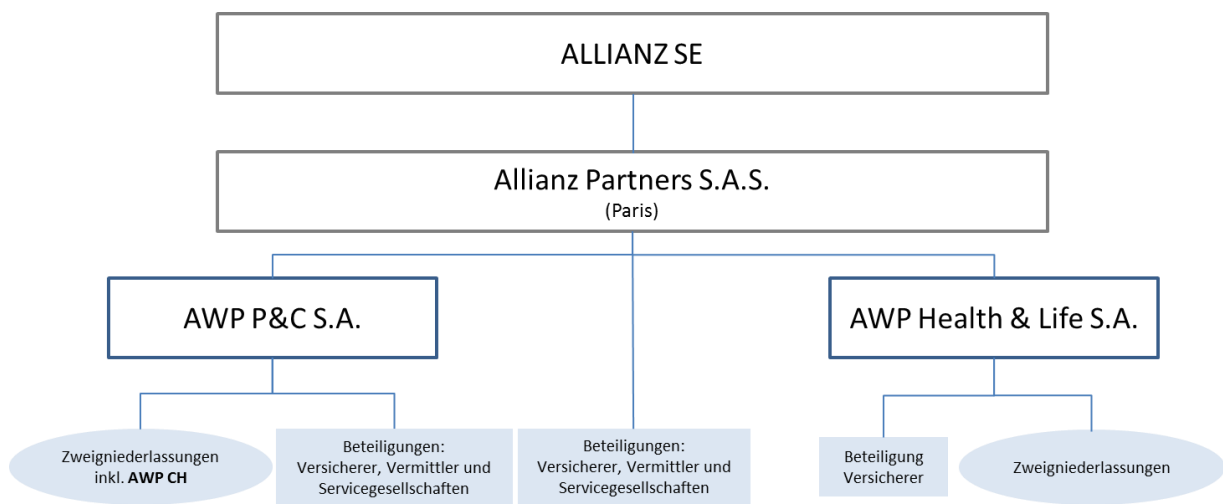 ALLIANZ SE
Allianz Partners S.A.S.
(Paris)
AWP P&C S.A.
AWP Health & Life S.A.
Zweigniederlassungen
inkl. AWP CH
Beteiligungen:
Versicherer, Vermittler und
Servicegesellschaften
Beteiligungen:
Versicherer, Vermittler und
Servicegesellschaften
Beteiligung
Versicherer
Zweigniederlassungen